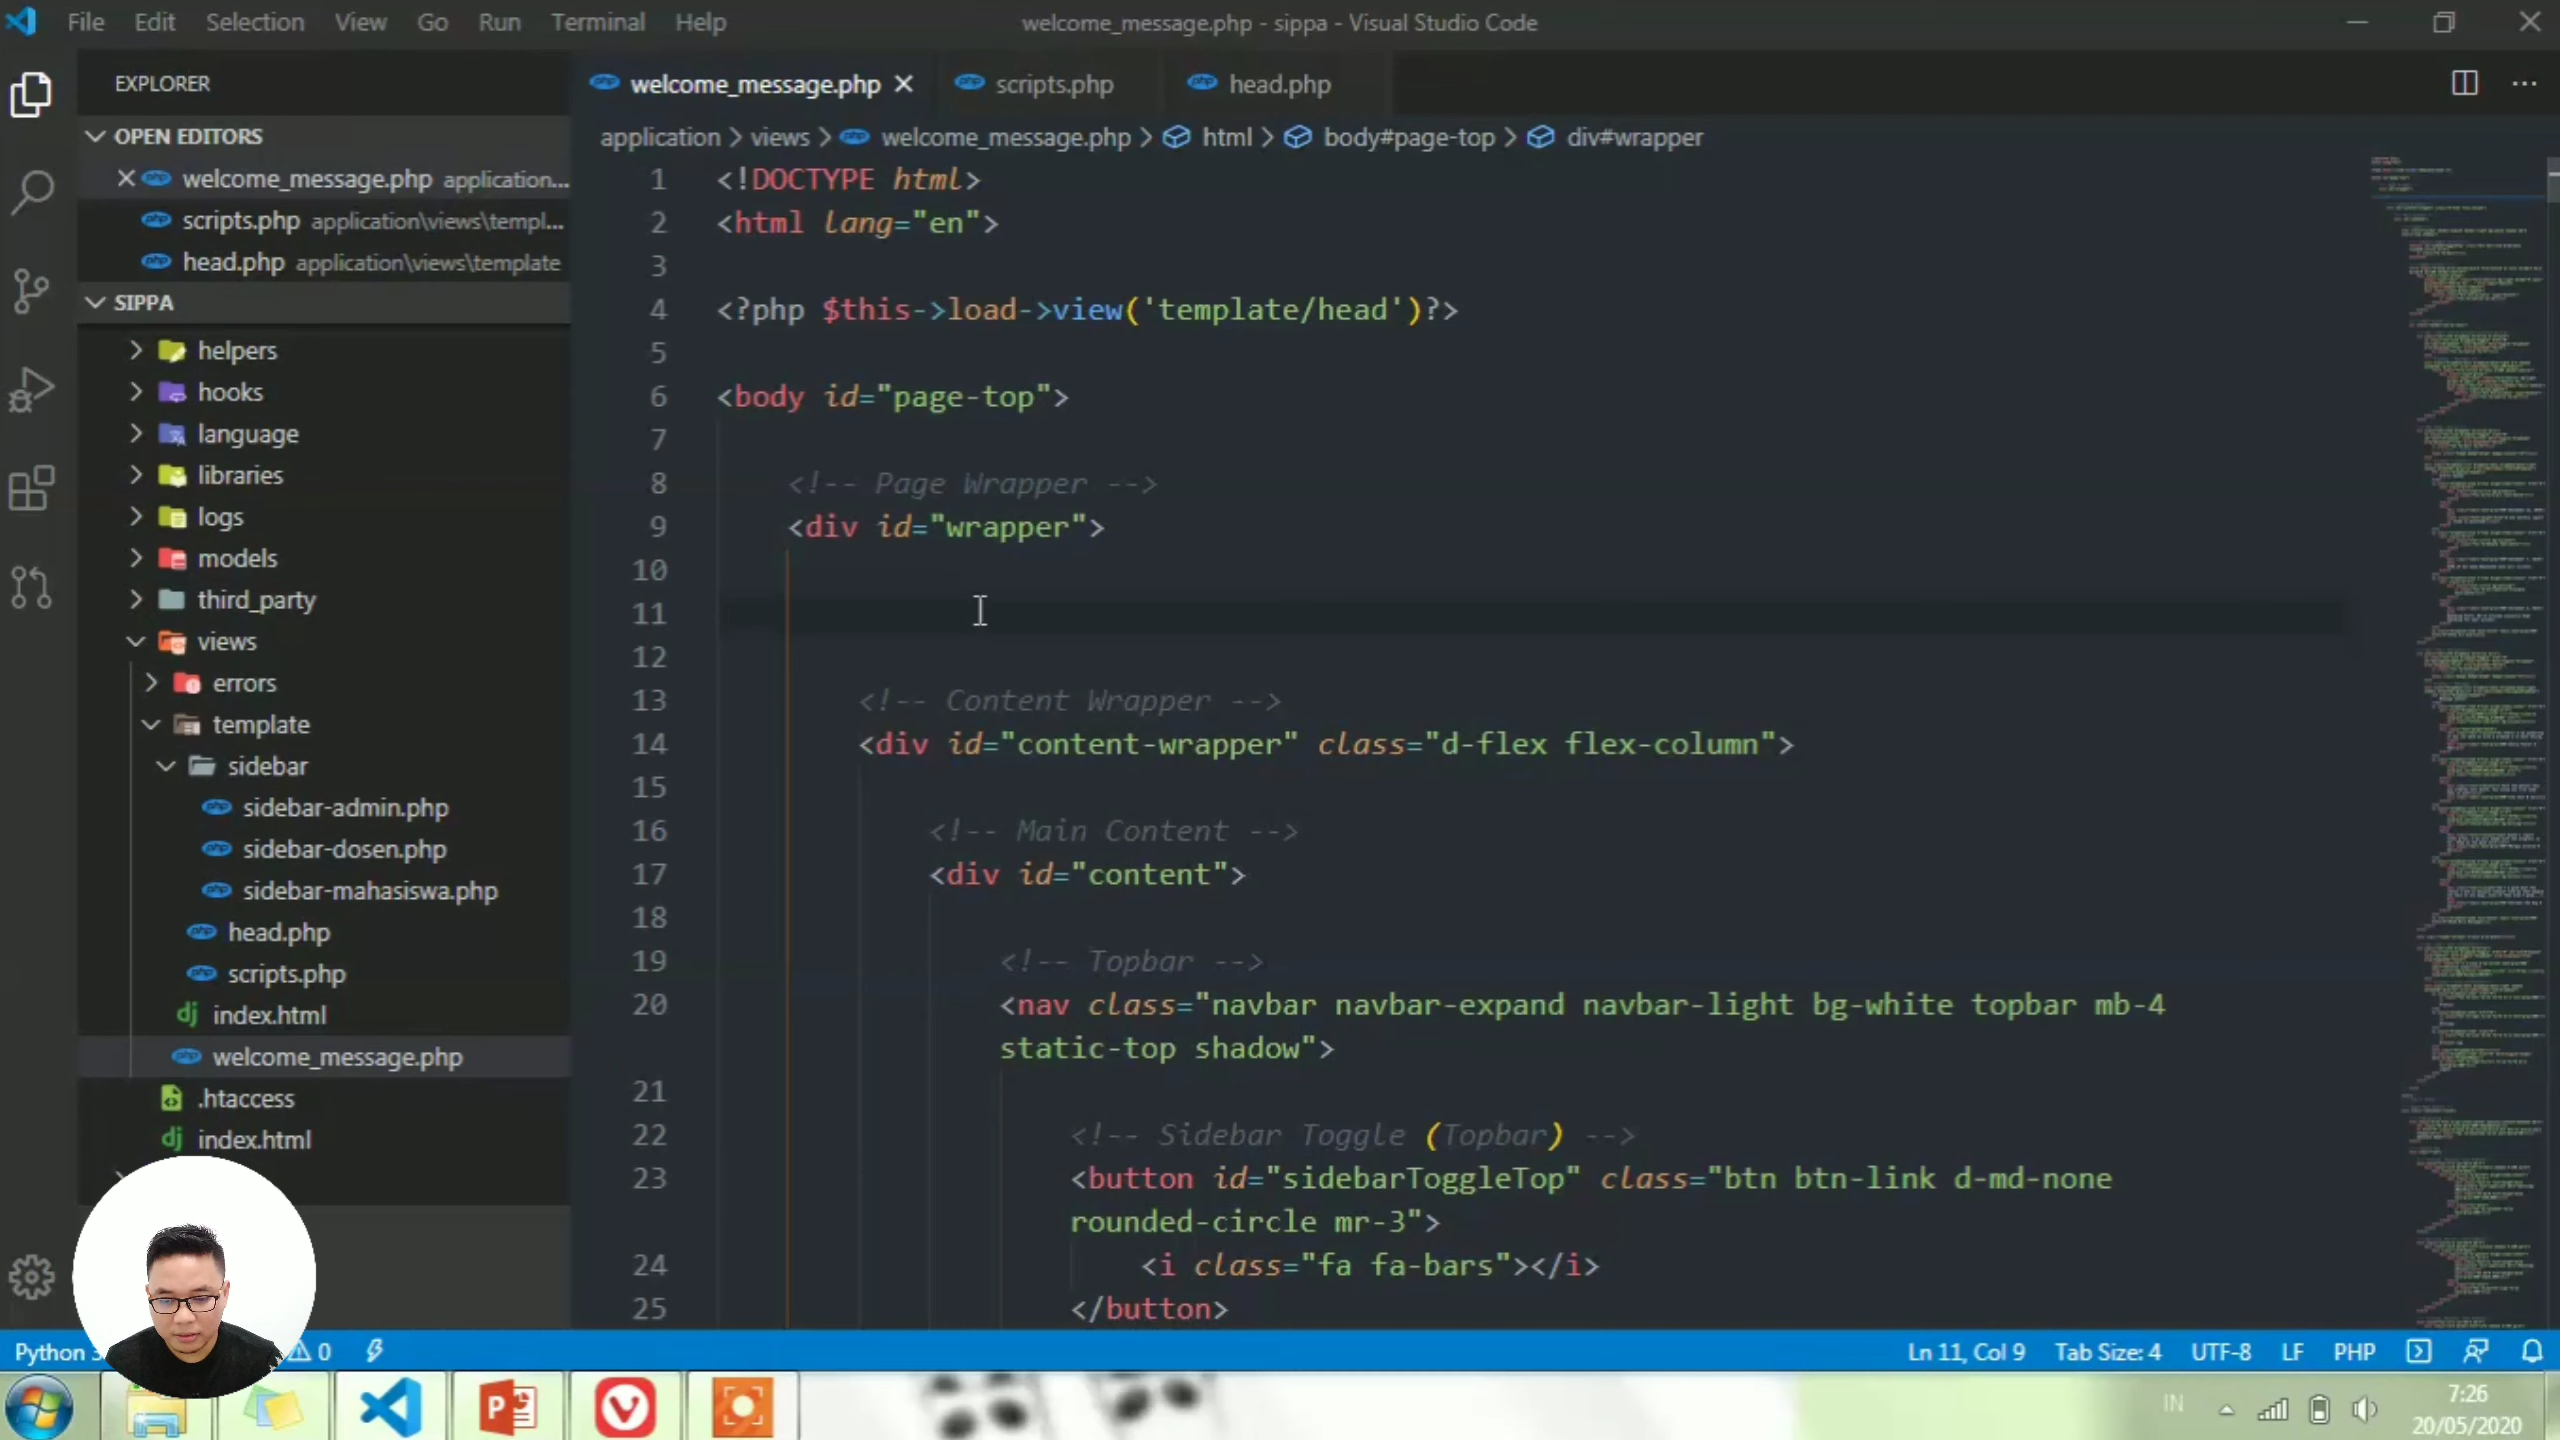 File Edit Selection View Go Run Terminal Help
welcome_message.php - sippa - Visual Studio Code
EXPLORER
OPEN EDITORS
welcome_message.php application...
scripts.php application\views\templ...
head.php application\views\template
SIPPA
helpers
hooks
language
libraries
logs
models
third_party
views
errors
template
sidebar
sidebar-admin.php
sidebar-dosen.php
sidebar-mahasiswa.php
head.php
scripts.php
index.html
welcome_message.php
.htaccess
index.html
welcome_message.php scripts.php head.php
application > views > welcome_message.php > html > body#page-top > div#wrapper
1 <!DOCTYPE html>
2 <html lang="en">
3
4 <?php $this->load->view('template/head')?>
5
6 <body id="page-top">
7
8 <!-- Page Wrapper -->
9 <div id="wrapper">
10
11
12
13 <!-- Content Wrapper -->
14 <div id="content-wrapper" class="d-flex flex-column">
15
16 <!-- Main Content -->
17 <div id="content">
18
19 <!-- Topbar -->
20 <nav class="navbar navbar-expand navbar-light bg-white topbar mb-4
static-top shadow">
21
22 <!-- Sidebar Toggle (Topbar) -->
23 <button id="sidebarToggleTop" class="btn btn-link d-md-none
rounded-circle mr-3">
24 <i class="fa fa-bars"></i>
25 </button>
Python 0 Ln 11, Col 9 Tab Size: 4 UTF-8 LF PHP
IN 7:26
20/05/2020